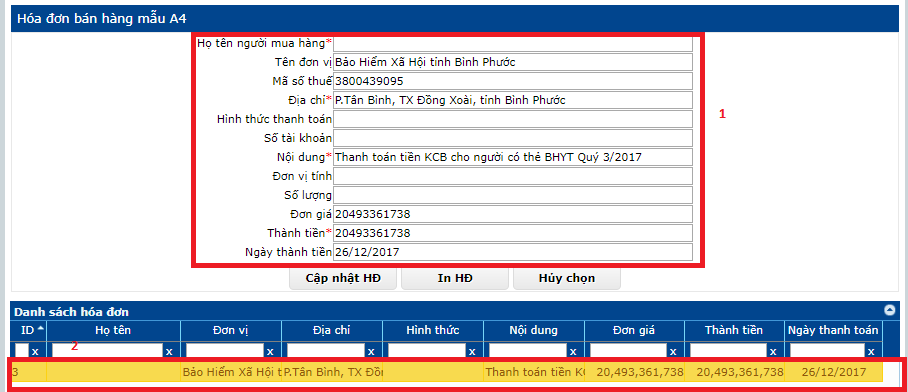 Hóa đơn bán hàng mẫu A4
Họ tên người mua hàng*
Tên đơn vị Bảo Hiểm Xã Hội tỉnh Bình Phước
Mã số thuế 3800439095
Địa chỉ* P.Tân Bình, TX Đồng Xoài, tỉnh Bình Phước
1
Hình thức thanh toán
Số tài khoản
Nội dung* Thanh toán tiền KCB cho người có thẻ BHYT Quý 3/2017
Đơn vị tính
Số lượng
Đơn giá 20493361738
Thành tiền* 20493361738
Ngày thành tiền 26/12/2017
Cập nhật HĐ In HĐ Hủy chọn
Danh sách hóa đơn
ID Họ tên Đơn vị Địa chỉ Hình thức Nội dung Đơn giá Thành tiền Ngày thanh toán
x 2 x x x x x x x x
3 Bảo Hiểm Xã Hội t P.Tân Bình, TX Đồ Thanh toán tiền K 20,493,361,738 20,493,361,738 26/12/2017